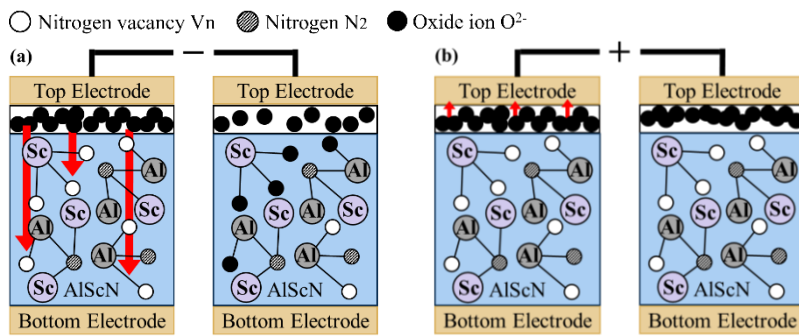 Nitrogen vacancy Vn Nitrogen N2 Oxide ion O²⁻
(a) − (b) +
Top Electrode Top Electrode Top Electrode Top Electrode
Sc Al Sc Al Sc Al Sc Al
Sc Sc Sc Sc
Al Al Sc Al Al Sc Al Al Sc Al Al Sc
Al Al Al Al
Sc AlScN Sc AlScN Sc AlScN Sc AlScN
Bottom Electrode Bottom Electrode Bottom Electrode Bottom Electrode